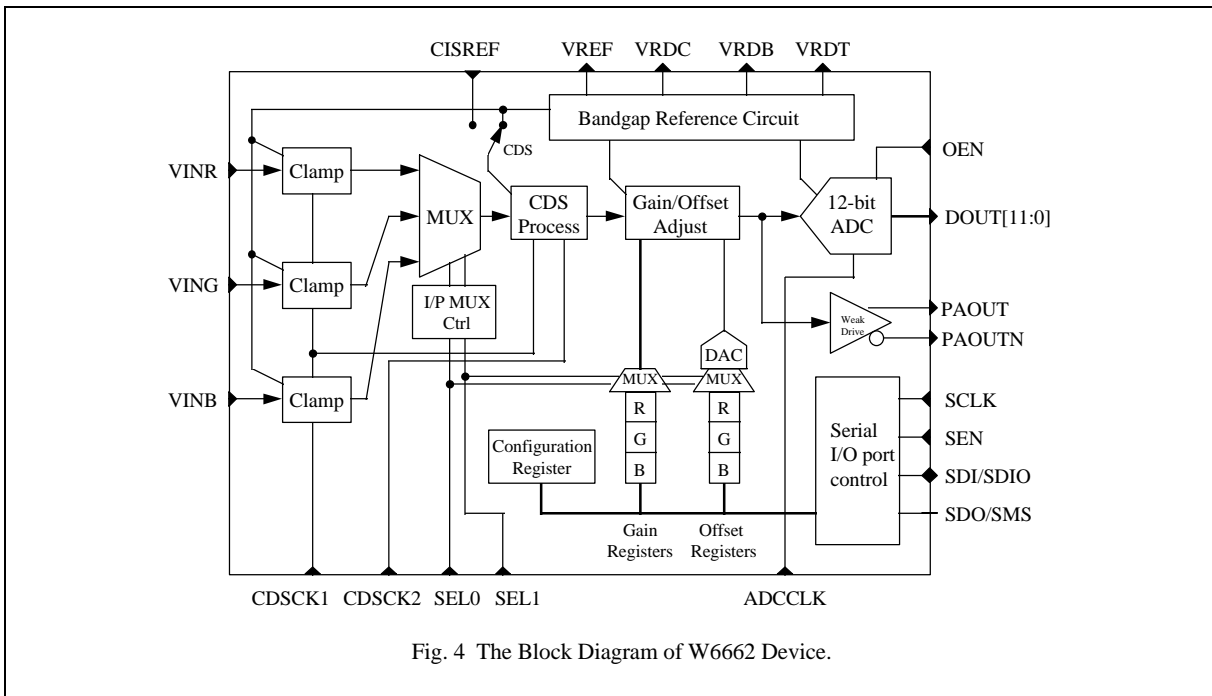 CISREF VREF VRDC VRDB VRDT
Bandgap Reference Circuit
CDS
OEN
VINR
Clamp
MUX
CDS
Process
Gain/Offset
Adjust
12-bit
ADC
DOUT[11:0]
VING
Clamp
I/P MUX
Ctrl
Weak
Drive
PAOUT
PAOUTN
DAC
MUX
MUX
VINB
Clamp
R
G
B
R
G
B
Configuration
Register
Serial
I/O port
control
SCLK
SEN
SDI/SDIO
SDO/SMS
Gain
Registers
Offset
Registers
CDSCK1 CDSCK2 SEL0 SEL1 ADCCLK
Fig. 4 The Block Diagram of W6662 Device.